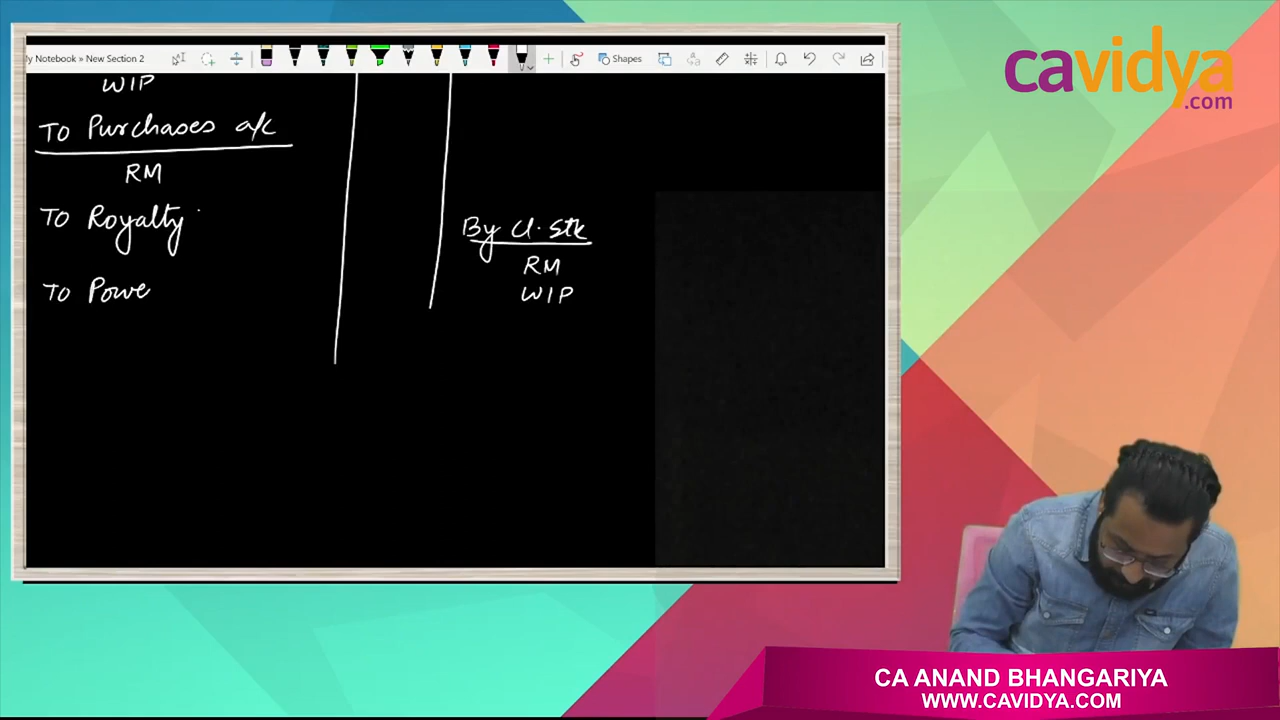 y Notebook » New Section 2
Shapes
WIP
To Purchases a/c
RM
To Royalty
To Powe
By Cl. Stk
RM
WIP
cavidya
.com
CA ANAND BHANGARIYA
WWW.CAVIDYA.COM